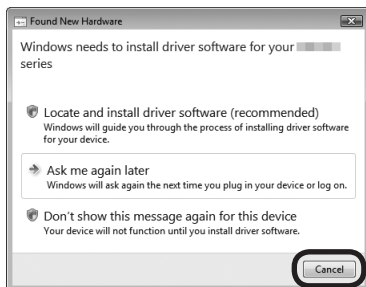 Found New Hardware
Windows needs to install driver software for your
series
Locate and install driver software (recommended)
Windows will guide you through the process of installing driver software
for your device.
Ask me again later
Windows will ask again the next time you plug in your device or log on.
Don't show this message again for this device
Your device will not function until you install driver software.
Cancel